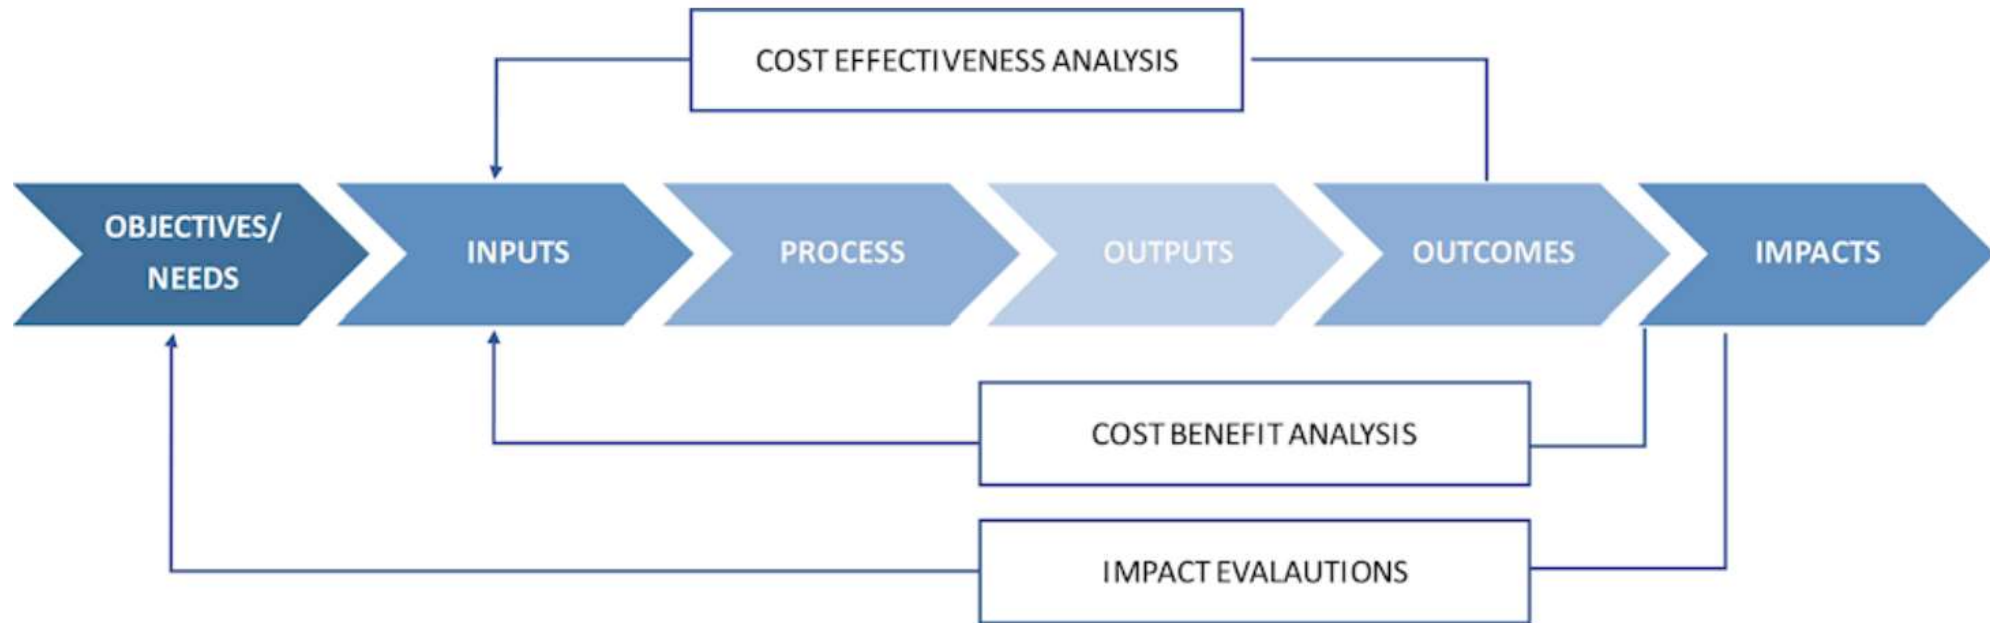 COST EFFECTIVENESS ANALYSIS
OBJECTIVES/
NEEDS
INPUTS
PROCESS
OUTPUTS
OUTCOMES
IMPACTS
COST BENEFIT ANALYSIS
IMPACT EVALAUTIONS